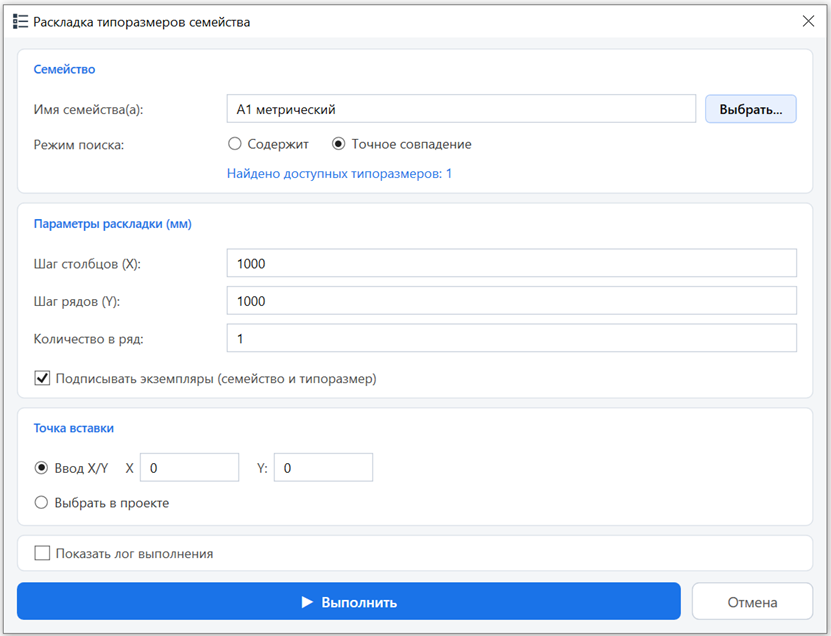 Раскладка типоразмеров семейства
Семейство
Имя семейства(а): А1 метрический Выбрать...
Режим поиска: Содержит Точное совпадение
Найдено доступных типоразмеров: 1
Параметры раскладки (мм)
Шаг столбцов (X): 1000
Шаг рядов (Y): 1000
Количество в ряд: 1
Подписывать экземпляры (семейство и типоразмер)
Точка вставки
Ввод X/Y X 0 Y: 0
Выбрать в проекте
Показать лог выполнения
Выполнить Отмена